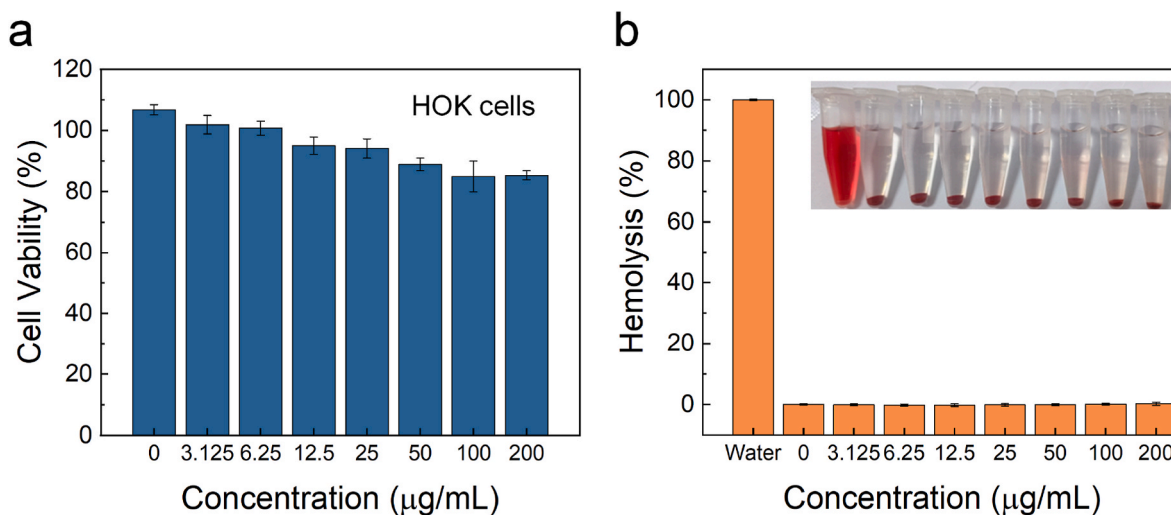 a
120
100
80
60
40
20
0
Cell Vability (%)
HOK cells
0 3.125 6.25 12.5 25 50 100 200
Concentration (μg/mL)
b
100
80
60
40
20
0
Hemolysis (%)
Water 0 3.125 6.25 12.5 25 50 100 200
Concentration (μg/mL)